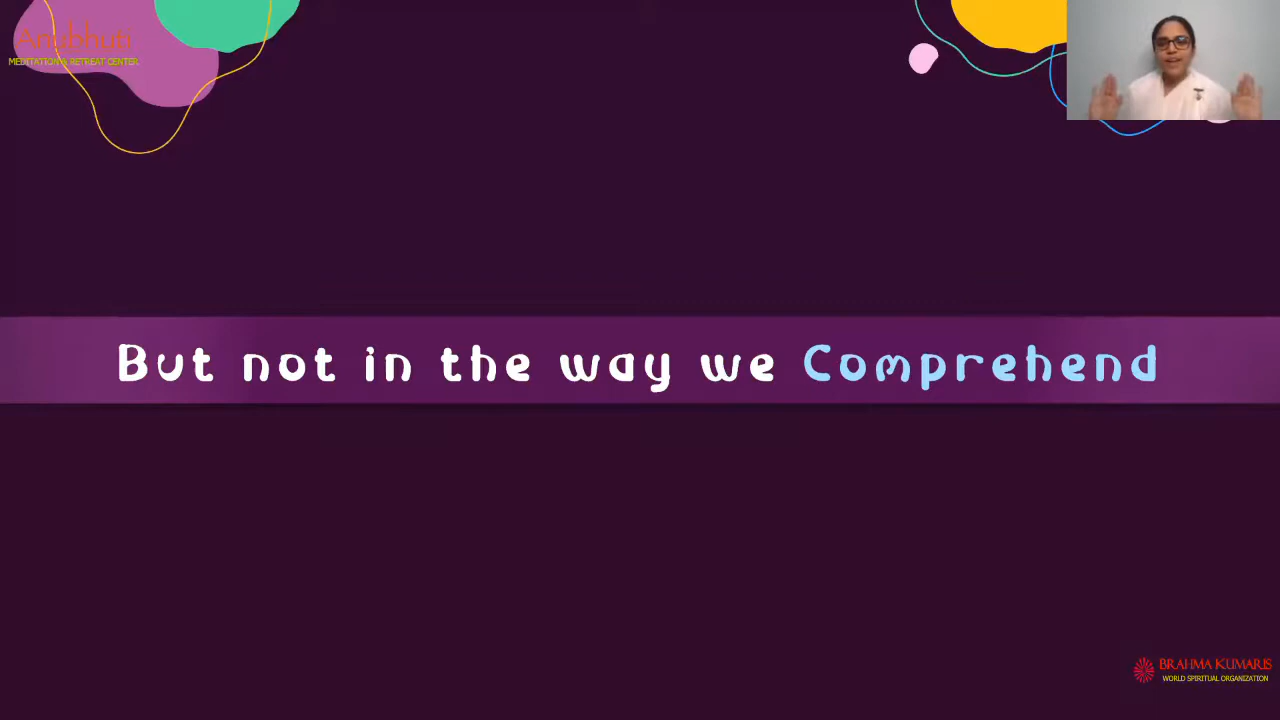 Anubhuti
MEDITATION & RETREAT CENTER
But not in the way we Comprehend
BRAHMA KUMARIS
WORLD SPIRITUAL ORGANIZATION